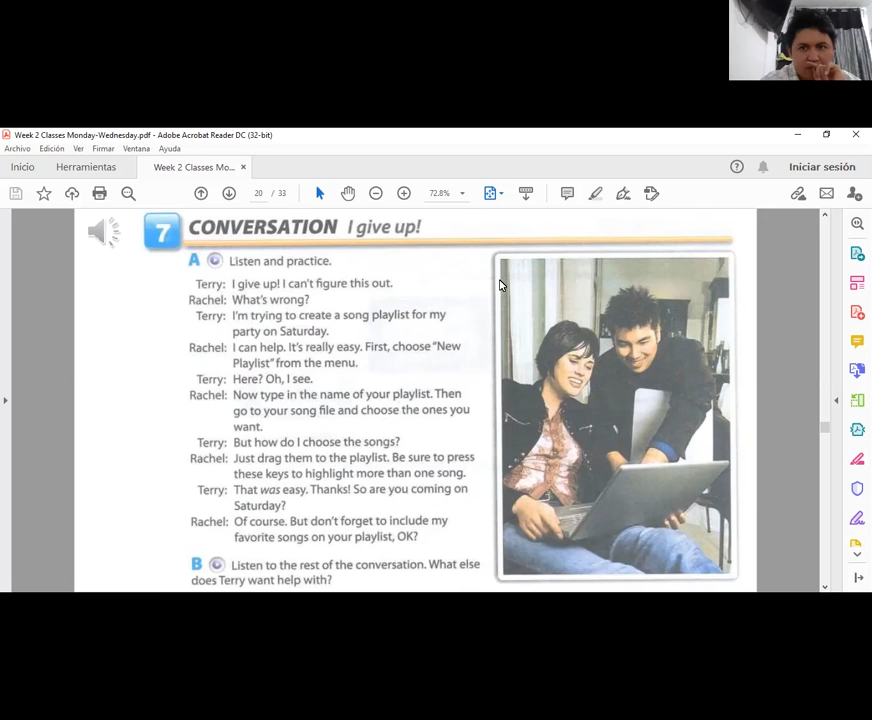 Week 2 Classes Monday-Wednesday.pdf - Adobe Acrobat Reader DC (32-bit)
Archivo Edición Ver Firmar Ventana Ayuda
Inicio Herramientas Week 2 Classes Mo... Iniciar sesión
20 / 33 72.8%
7 CONVERSATION I give up!
A Listen and practice.
Terry: I give up! I can't figure this out.
Rachel: What's wrong?
Terry: I'm trying to create a song playlist for my
party on Saturday.
Rachel: I can help. It's really easy. First, choose "New
Playlist" from the menu.
Terry: Here? Oh, I see.
Rachel: Now type in the name of your playlist. Then
go to your song file and choose the ones you
want.
Terry: But how do I choose the songs?
Rachel: Just drag them to the playlist. Be sure to press
these keys to highlight more than one song.
Terry: That was easy. Thanks! So are you coming on
Saturday?
Rachel: Of course. But don't forget to include my
favorite songs on your playlist, OK?
B Listen to the rest of the conversation. What else
does Terry want help with?